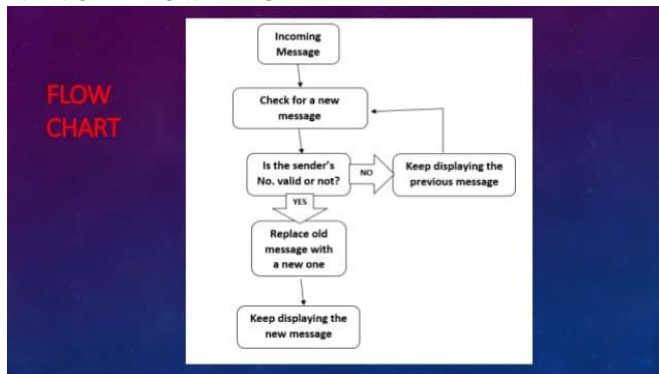 FLOW
CHART
Incoming
Message
Check for a new
message
Is the sender's
No. valid or not?
NO
Keep displaying the
previous message
YES
Replace old
message with
a new one
Keep displaying the
new message